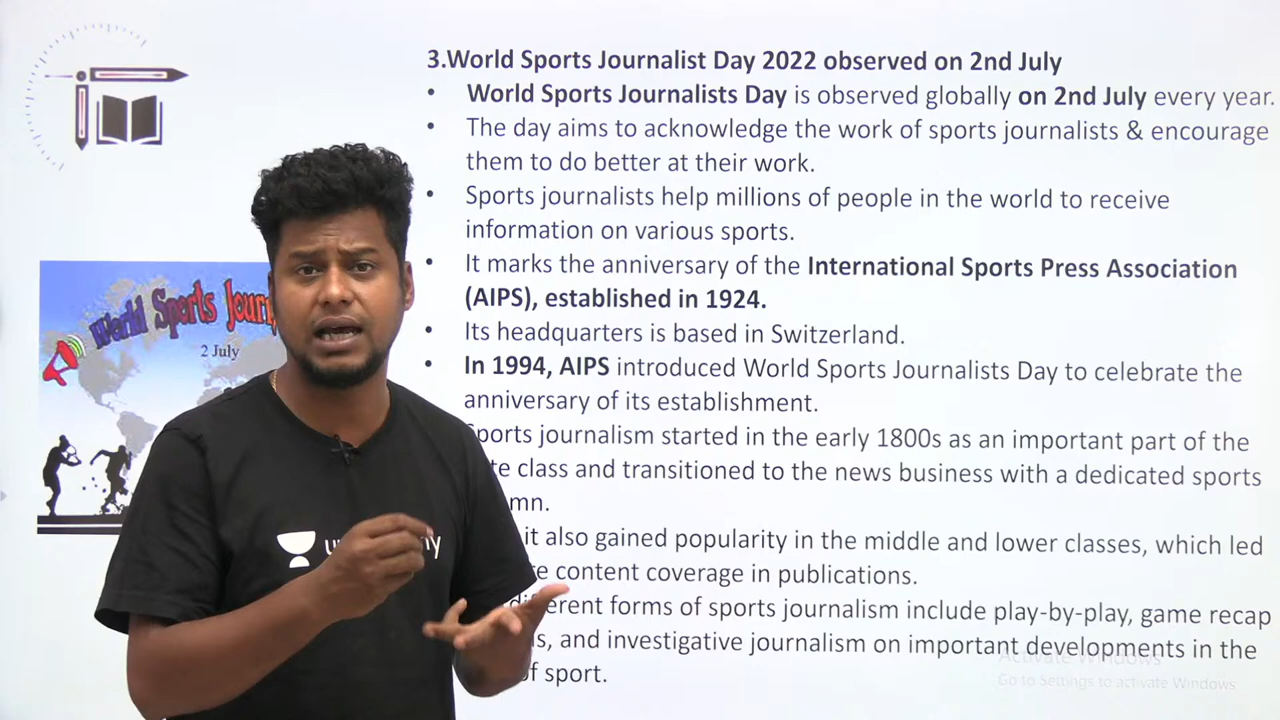 3.World Sports Journalist Day 2022 observed on 2nd July
• World Sports Journalists Day is observed globally on 2nd July every year.
• The day aims to acknowledge the work of sports journalists & encourage
them to do better at their work.
• Sports journalists help millions of people in the world to receive
information on various sports.
• It marks the anniversary of the International Sports Press Association
(AIPS), established in 1924.
• Its headquarters is based in Switzerland.
• In 1994, AIPS introduced World Sports Journalists Day to celebrate the
anniversary of its establishment.
Sports journalism started in the early 1800s as an important part of the
class and transitioned to the news business with a dedicated sports
it also gained popularity in the middle and lower classes, which led
content coverage in publications.
different forms of sports journalism include play-by-play, game recap
and investigative journalism on important developments in the
of sport.
World Sports
2 July
Activate Windows
Go to Settings to activate Windows.